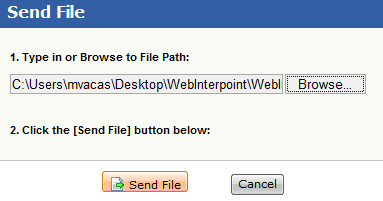 Send File
1. Type in or Browse to File Path:
C:\Users\mvacas\Desktop\WebInterpoint\Webl Browse...
2. Click the [Send File] button below:
Send File Cancel